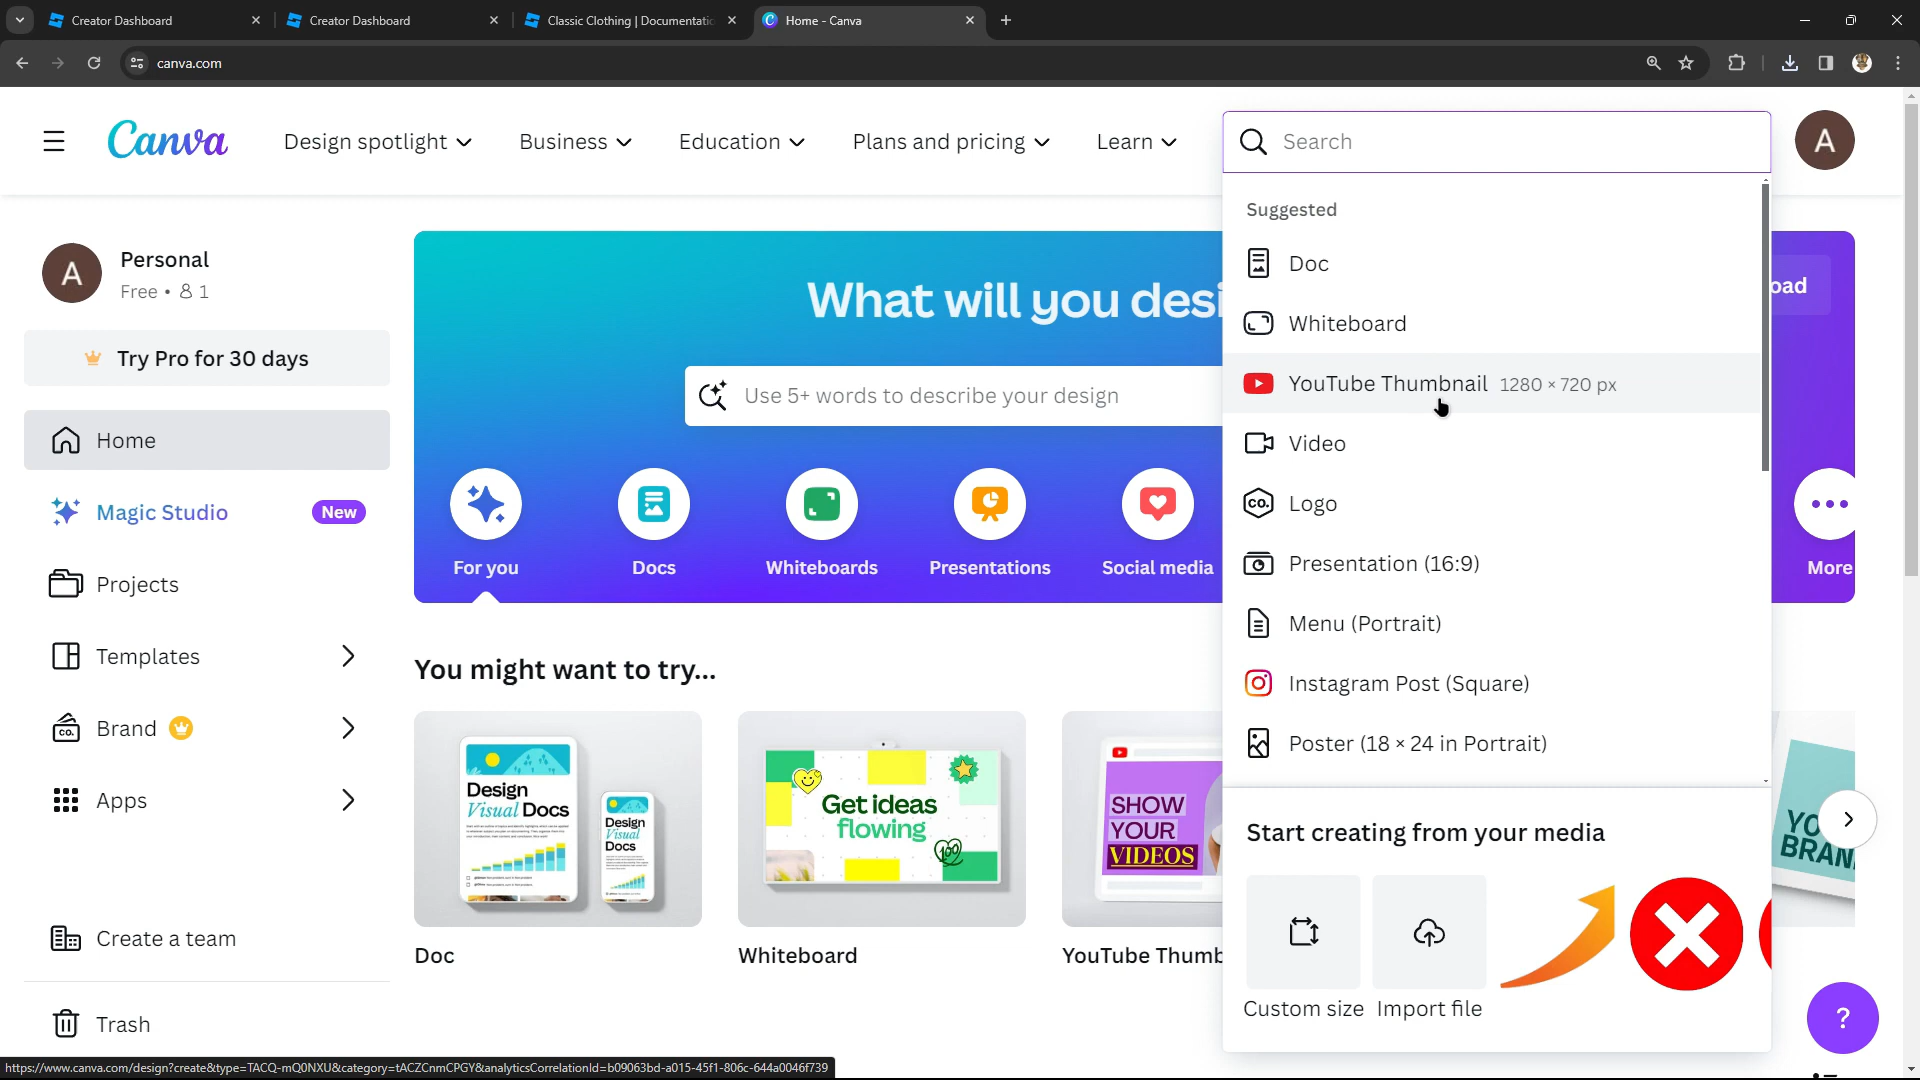 Creator Dashboard
Creator Dashboard
Classic Clothing | Documentatic
Home - Canva
canva.com
Canva
Design spotlight
Business
Education
Plans and pricing
Learn
Search
A
Suggested
Doc
Whiteboard
YouTube Thumbnail 1280 × 720 px
Video
Logo
Presentation (16:9)
Menu (Portrait)
Instagram Post (Square)
Poster (18 × 24 in Portrait)
Start creating from your media
Custom size
Import file
A
Personal
Free • 1
Try Pro for 30 days
Home
Magic Studio New
Projects
Templates
Brand
Apps
Create a team
Trash
What will you desi
oad
Use 5+ words to describe your design
For you
Docs
Whiteboards
Presentations
Social media
More
You might want to try...
Design
Visual Docs
Design
Visual
Docs
Get ideas
flowing
100
SHOW
YOUR
VIDEOS
YO
BRAN
Doc
Whiteboard
YouTube Thumb
?
https://www.canva.com/design?create&type=TACQ-mQ0NXU&category=tACZCnmCPGY&analyticsCorrelationId=b09063bd-a015-45f1-806c-644a0046f739